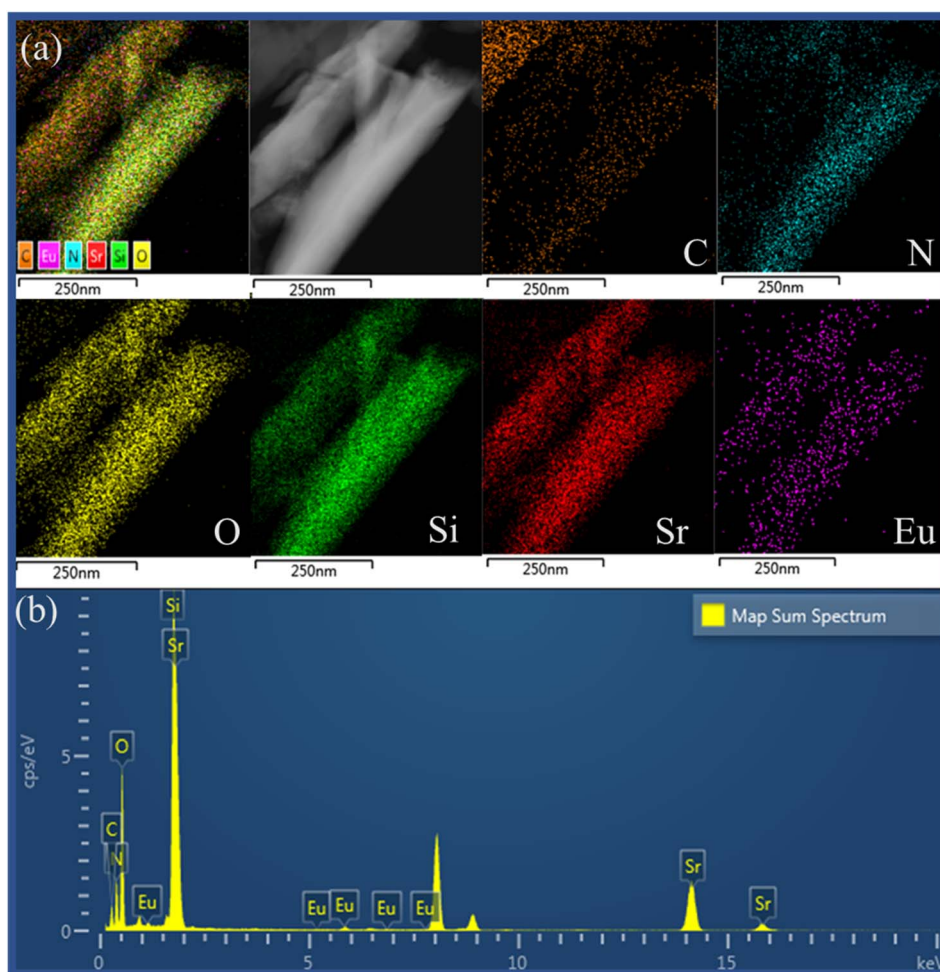 (a)
C Eu N Sr Si O
C
N
250nm
250nm
250nm
250nm
O
Si
Sr
Eu
250nm
250nm
250nm
250nm
(b)
Si
Map Sum Spectrum
Sr
cps/eV
5
O
C
N
Eu
Eu
Eu
Eu
Eu
Sr
Sr
0
0
5
10
15
keV